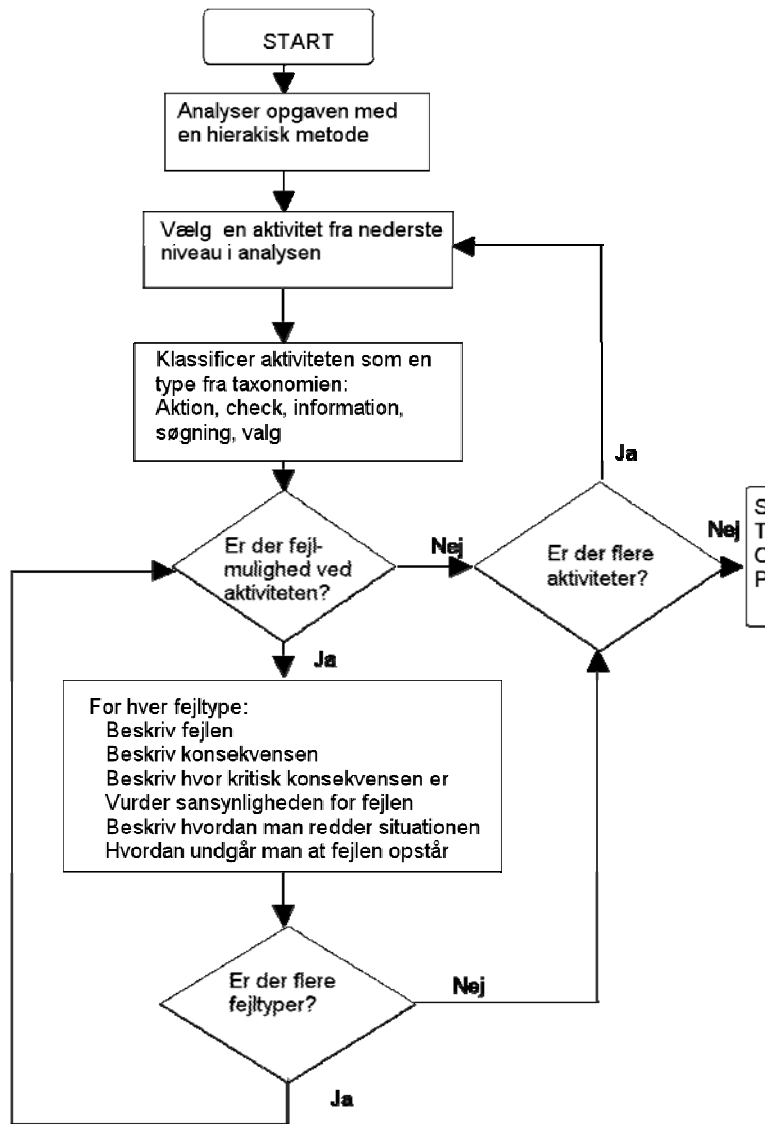 START
Analyser opgaven med
en hierakisk metode
Vælg en aktivitet fra nederste
niveau i analysen
Klassificer aktiviteten som en
type fra taxonomien:
Aktion, check, information,
søgning, valg
Ja
Er der fejl-
mulighed ved
aktiviteten?
Nej
Er der flere
aktiviteter?
Nej
S
T
O
P
Ja
For hver fejltype:
Beskriv fejlen
Beskriv konsekvensen
Beskriv hvor kritisk konsekvensen er
Vurder sansynligheden for fejlen
Beskriv hvordan man redder situationen
Hvordan undgår man at fejlen opstår
Er der flere
fejltyper?
Nej
Ja